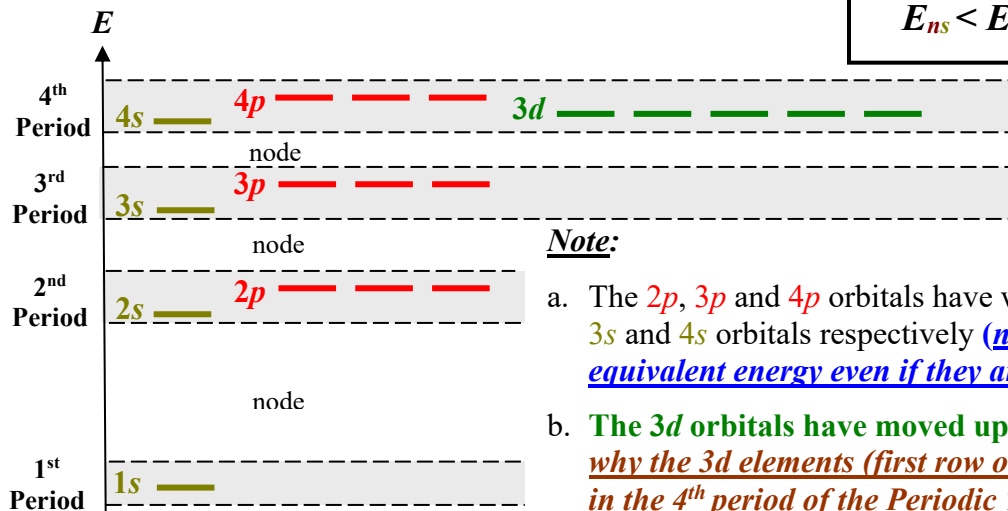 E
Ens < E
4th
Period
4s
4p
3d
node
3rd
Period
3s
3p
node
2nd
Period
2s
2p
node
1st
Period
1s
Note:
a. The 2p, 3p and 4p orbitals have
3s and 4s orbitals respectively (
equivalent energy even if they
b. The 3d orbitals have moved up
why the 3d elements (first row
in the 4th period of the Periodic